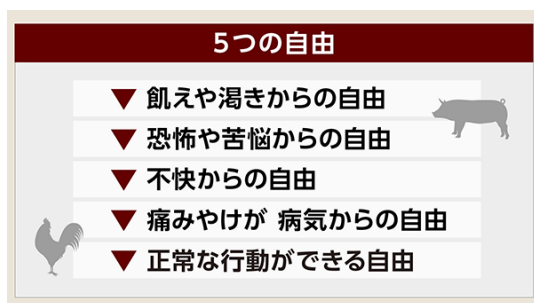 5つの自由
▼ 飢えや渇きからの自由
▼ 恐怖や苦悩からの自由
▼ 不快からの自由
▼ 痛みやけが 病気からの自由
▼ 正常な行動ができる自由